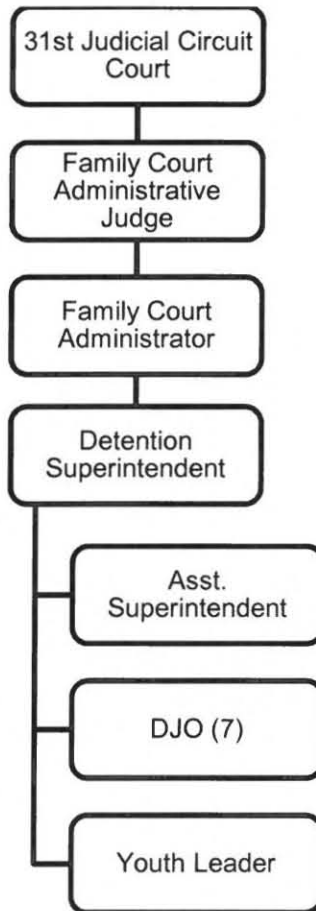 31st Judicial Circuit
Court
Family Court
Administrative
Judge
Family Court
Administrator
Detention
Superintendent
Asst.
Superintendent
DJO (7)
Youth Leader